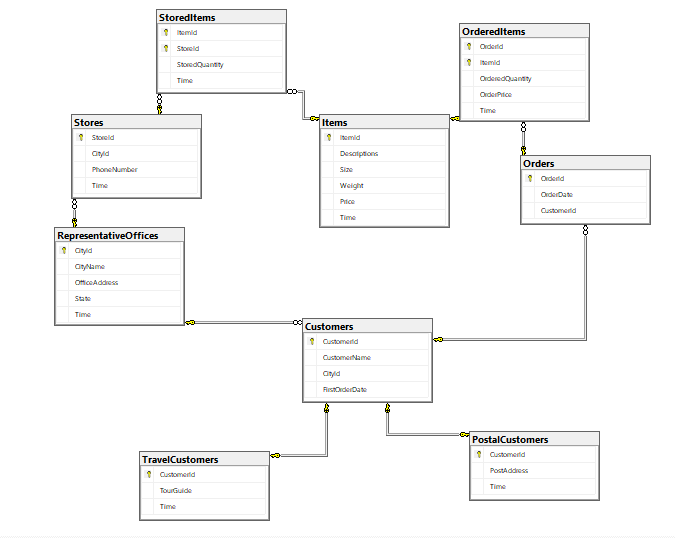 StoredItems
ItemId
StoreId
StoredQuantity
Time
OrderedItems
OrderId
ItemId
OrderedQuantity
OrderPrice
Time
Stores
StoreId
CityId
PhoneNumber
Time
Items
ItemId
Descriptions
Size
Weight
Price
Time
Orders
OrderId
OrderDate
CustomerId
RepresentativeOffices
CityId
CityName
OfficeAddress
State
Time
Customers
CustomerId
CustomerName
CityId
FirstOrderDate
TravelCustomers
CustomerId
TourGuide
Time
PostalCustomers
CustomerId
PostAddress
Time